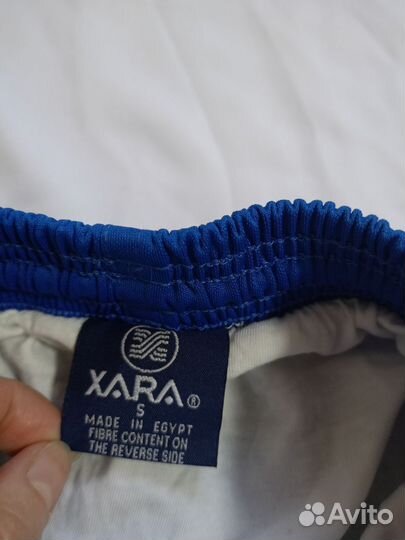 XARA®
S
MADE IN EGYPT
FIBRE CONTENT ON
THE REVERSE SIDE
Avito